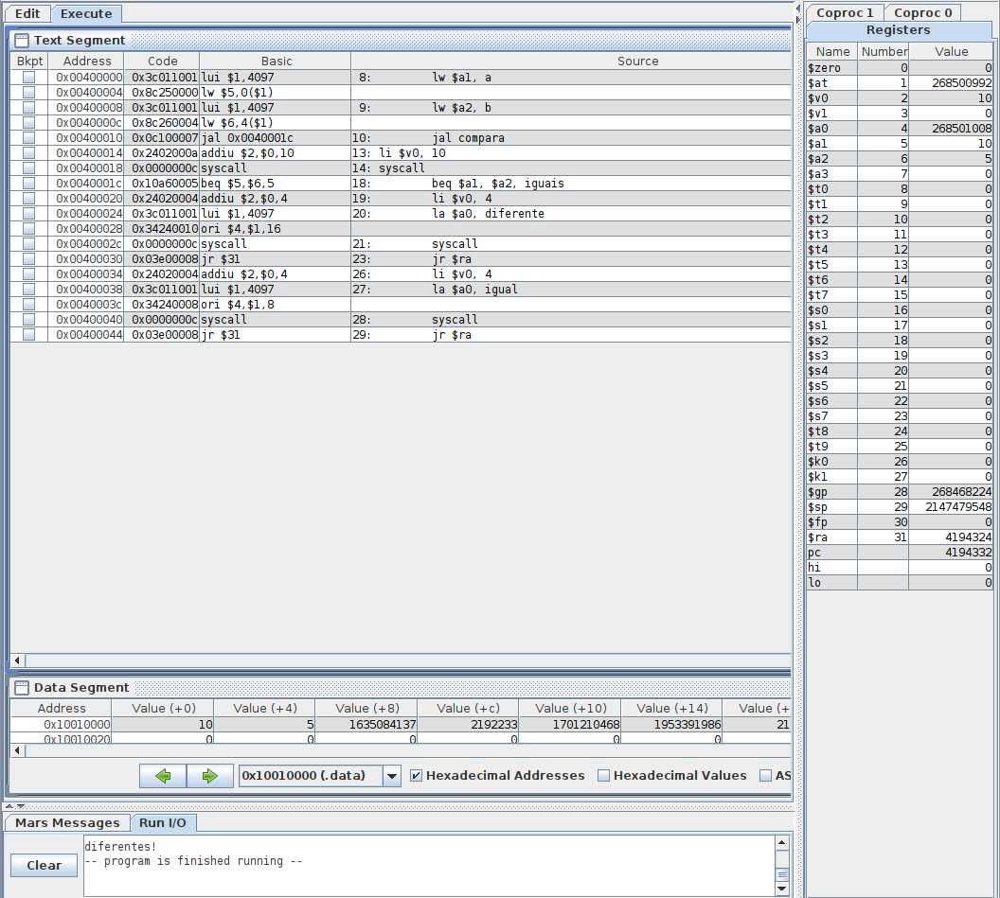 Edit Execute
Text Segment
Bkpt Address Code Basic Source
0x00400000 0x3c011001 lui $1,4097 8: lw $a1, a
0x00400004 0x8c250000 lw $5,0($1)
0x00400008 0x3c011001 lui $1,4097 9: lw $a2, b
0x0040000c 0x8c260004 lw $6,4($1)
0x00400010 0x0c100007 jal 0x0040001c 10: jal compara
0x00400014 0x2402000a addiu $2,$0,10 13: li $v0, 10
0x00400018 0x0000000c syscall 14: syscall
0x0040001c 0x10a60005 beq $5,$6,5 18: beq $a1, $a2, iguais
0x00400020 0x24020004 addiu $2,$0,4 19: li $v0, 4
0x00400024 0x3c011001 lui $1,4097 20: la $a0, diferente
0x00400028 0x34240010 ori $4,$1,16
0x0040002c 0x0000000c syscall 21: syscall
0x00400030 0x03e00008 jr $31 23: jr $ra
0x00400034 0x24020004 addiu $2,$0,4 26: li $v0, 4
0x00400038 0x3c011001 lui $1,4097 27: la $a0, igual
0x0040003c 0x34240008 ori $4,$1,8
0x00400040 0x0000000c syscall 28: syscall
0x00400044 0x03e00008 jr $31 29: jr $ra
Data Segment
Address Value (+0) Value (+4) Value (+8) Value (+c) Value (+10) Value (+14) Value (+
0x10010000 10 5 1635084137 2192233 1701210468 1953391986 21
0x10010020 0 0 0 0 0 0
0x10010000 (.data) Hexadecimal Addresses Hexadecimal Values AS
Mars Messages Run I/O
Clear
diferentes!
-- program is finished running --
Coproc 1 Coproc 0
Registers
Name Number Value
$zero 0 0
$at 1 268500992
$v0 2 10
$v1 3 0
$a0 4 268501008
$a1 5 10
$a2 6 5
$a3 7 0
$t0 8 0
$t1 9 0
$t2 10 0
$t3 11 0
$t4 12 0
$t5 13 0
$t6 14 0
$t7 15 0
$s0 16 0
$s1 17 0
$s2 18 0
$s3 19 0
$s4 20 0
$s5 21 0
$s6 22 0
$s7 23 0
$t8 24 0
$t9 25 0
$k0 26 0
$k1 27 0
$gp 28 268468224
$sp 29 2147479548
$fp 30 0
$ra 31 4194324
pc 4194332
hi 0
lo 0